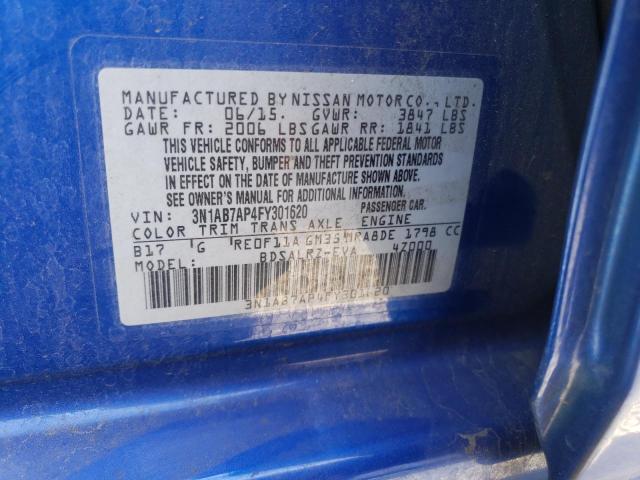 MANUFACTURED BY NISSAN MOTOR CO., LTD.
DATE: 06/15. GVWR: 3847 LBS
GAWR FR: 2006 LBS GAWR RR: 1841 LBS
THIS VEHICLE CONFORMS TO ALL APPLICABLE FEDERAL MOTOR
VEHICLE SAFETY, BUMPER AND THEFT PREVENTION STANDARDS
IN EFFECT ON THE DATE OF MANUFACTURE SHOWN ABOVE.
SEE OWNER'S MANUAL FOR ADDITIONAL INFORMATION.
VIN: 3N1AB7AP4FY301620 PASSENGER CAR.
COLOR TRIM TRANS AXLE ENGINE
B17 G RE0F11A GM35 MRA8DE 1798 CC
BDSALRZ-EVA 4Z000
3N1AB7AP4FY301620